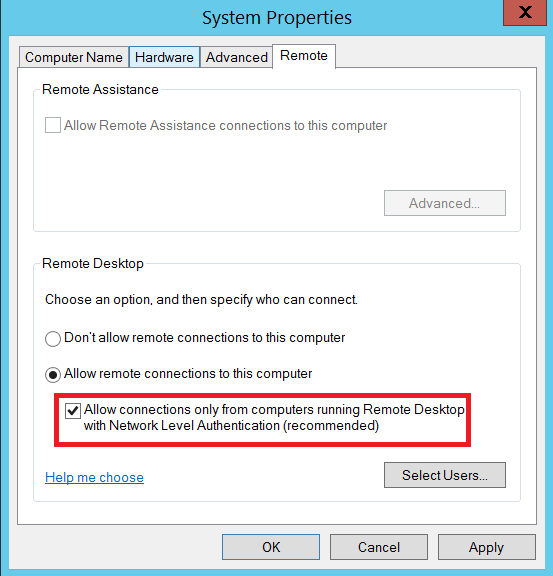 System Properties
X
Computer Name Hardware Advanced Remote
Remote Assistance
Allow Remote Assistance connections to this computer
Advanced...
Remote Desktop
Choose an option, and then specify who can connect.
Don't allow remote connections to this computer
Allow remote connections to this computer
Allow connections only from computers running Remote Desktop
with Network Level Authentication (recommended)
Help me choose Select Users...
OK Cancel Apply